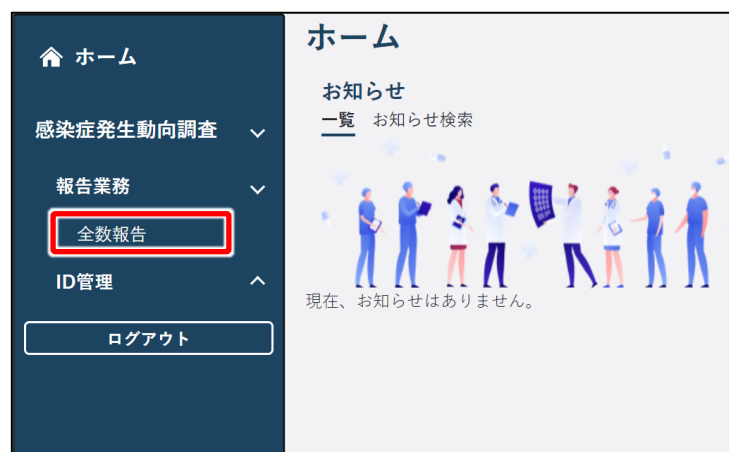 ホーム
感染症発生動向調査
報告業務
全数報告
ID管理
ログアウト
ホーム
お知らせ
一覧 お知らせ検索
現在、お知らせはありません。